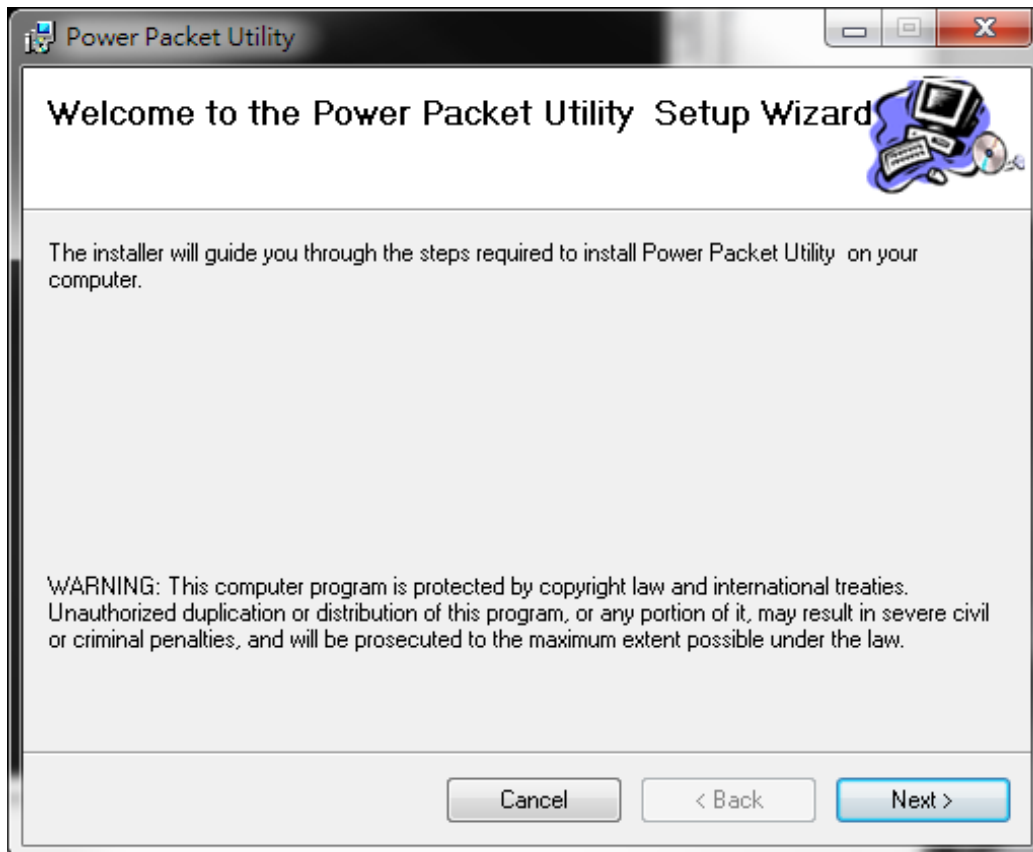 Power Packet Utility
Welcome to the Power Packet Utility  Setup Wizard
The installer will guide you through the steps required to install Power Packet Utility  on your
computer.
WARNING: This computer program is protected by copyright law and international treaties.
Unauthorized duplication or distribution of this program, or any portion of it, may result in severe civil
or criminal penalties, and will be prosecuted to the maximum extent possible under the law.
Cancel
< Back
Next >